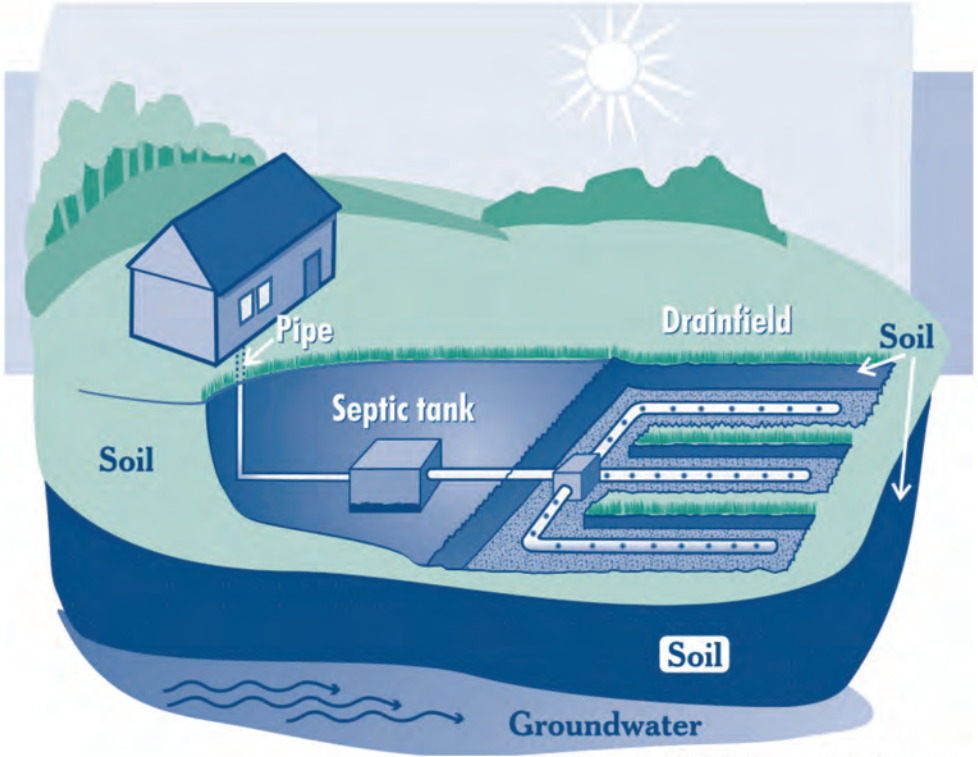 Pipe
Drainfield
Soil
Septic tank
Soil
Soil
Groundwater